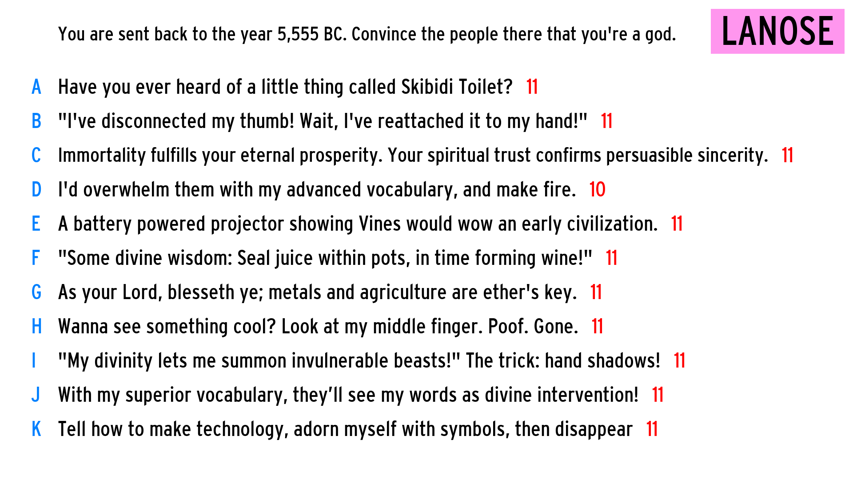 You are sent back to the year 5,555 BC. Convince the people there that you're a god.
LANOSE
A Have you ever heard of a little thing called Skibidi Toilet? 11
B "I've disconnected my thumb! Wait, I've reattached it to my hand!" 11
C Immortality fulfills your eternal prosperity. Your spiritual trust confirms persuasible sincerity. 11
D I'd overwhelm them with my advanced vocabulary, and make fire. 10
E A battery powered projector showing Vines would wow an early civilization. 11
F "Some divine wisdom: Seal juice within pots, in time forming wine!" 11
G As your Lord, blesseth ye; metals and agriculture are ether's key. 11
H Wanna see something cool? Look at my middle finger. Poof. Gone. 11
I "My divinity lets me summon invulnerable beasts!" The trick: hand shadows! 11
J With my superior vocabulary, they’ll see my words as divine intervention! 11
K Tell how to make technology, adorn myself with symbols, then disappear 11